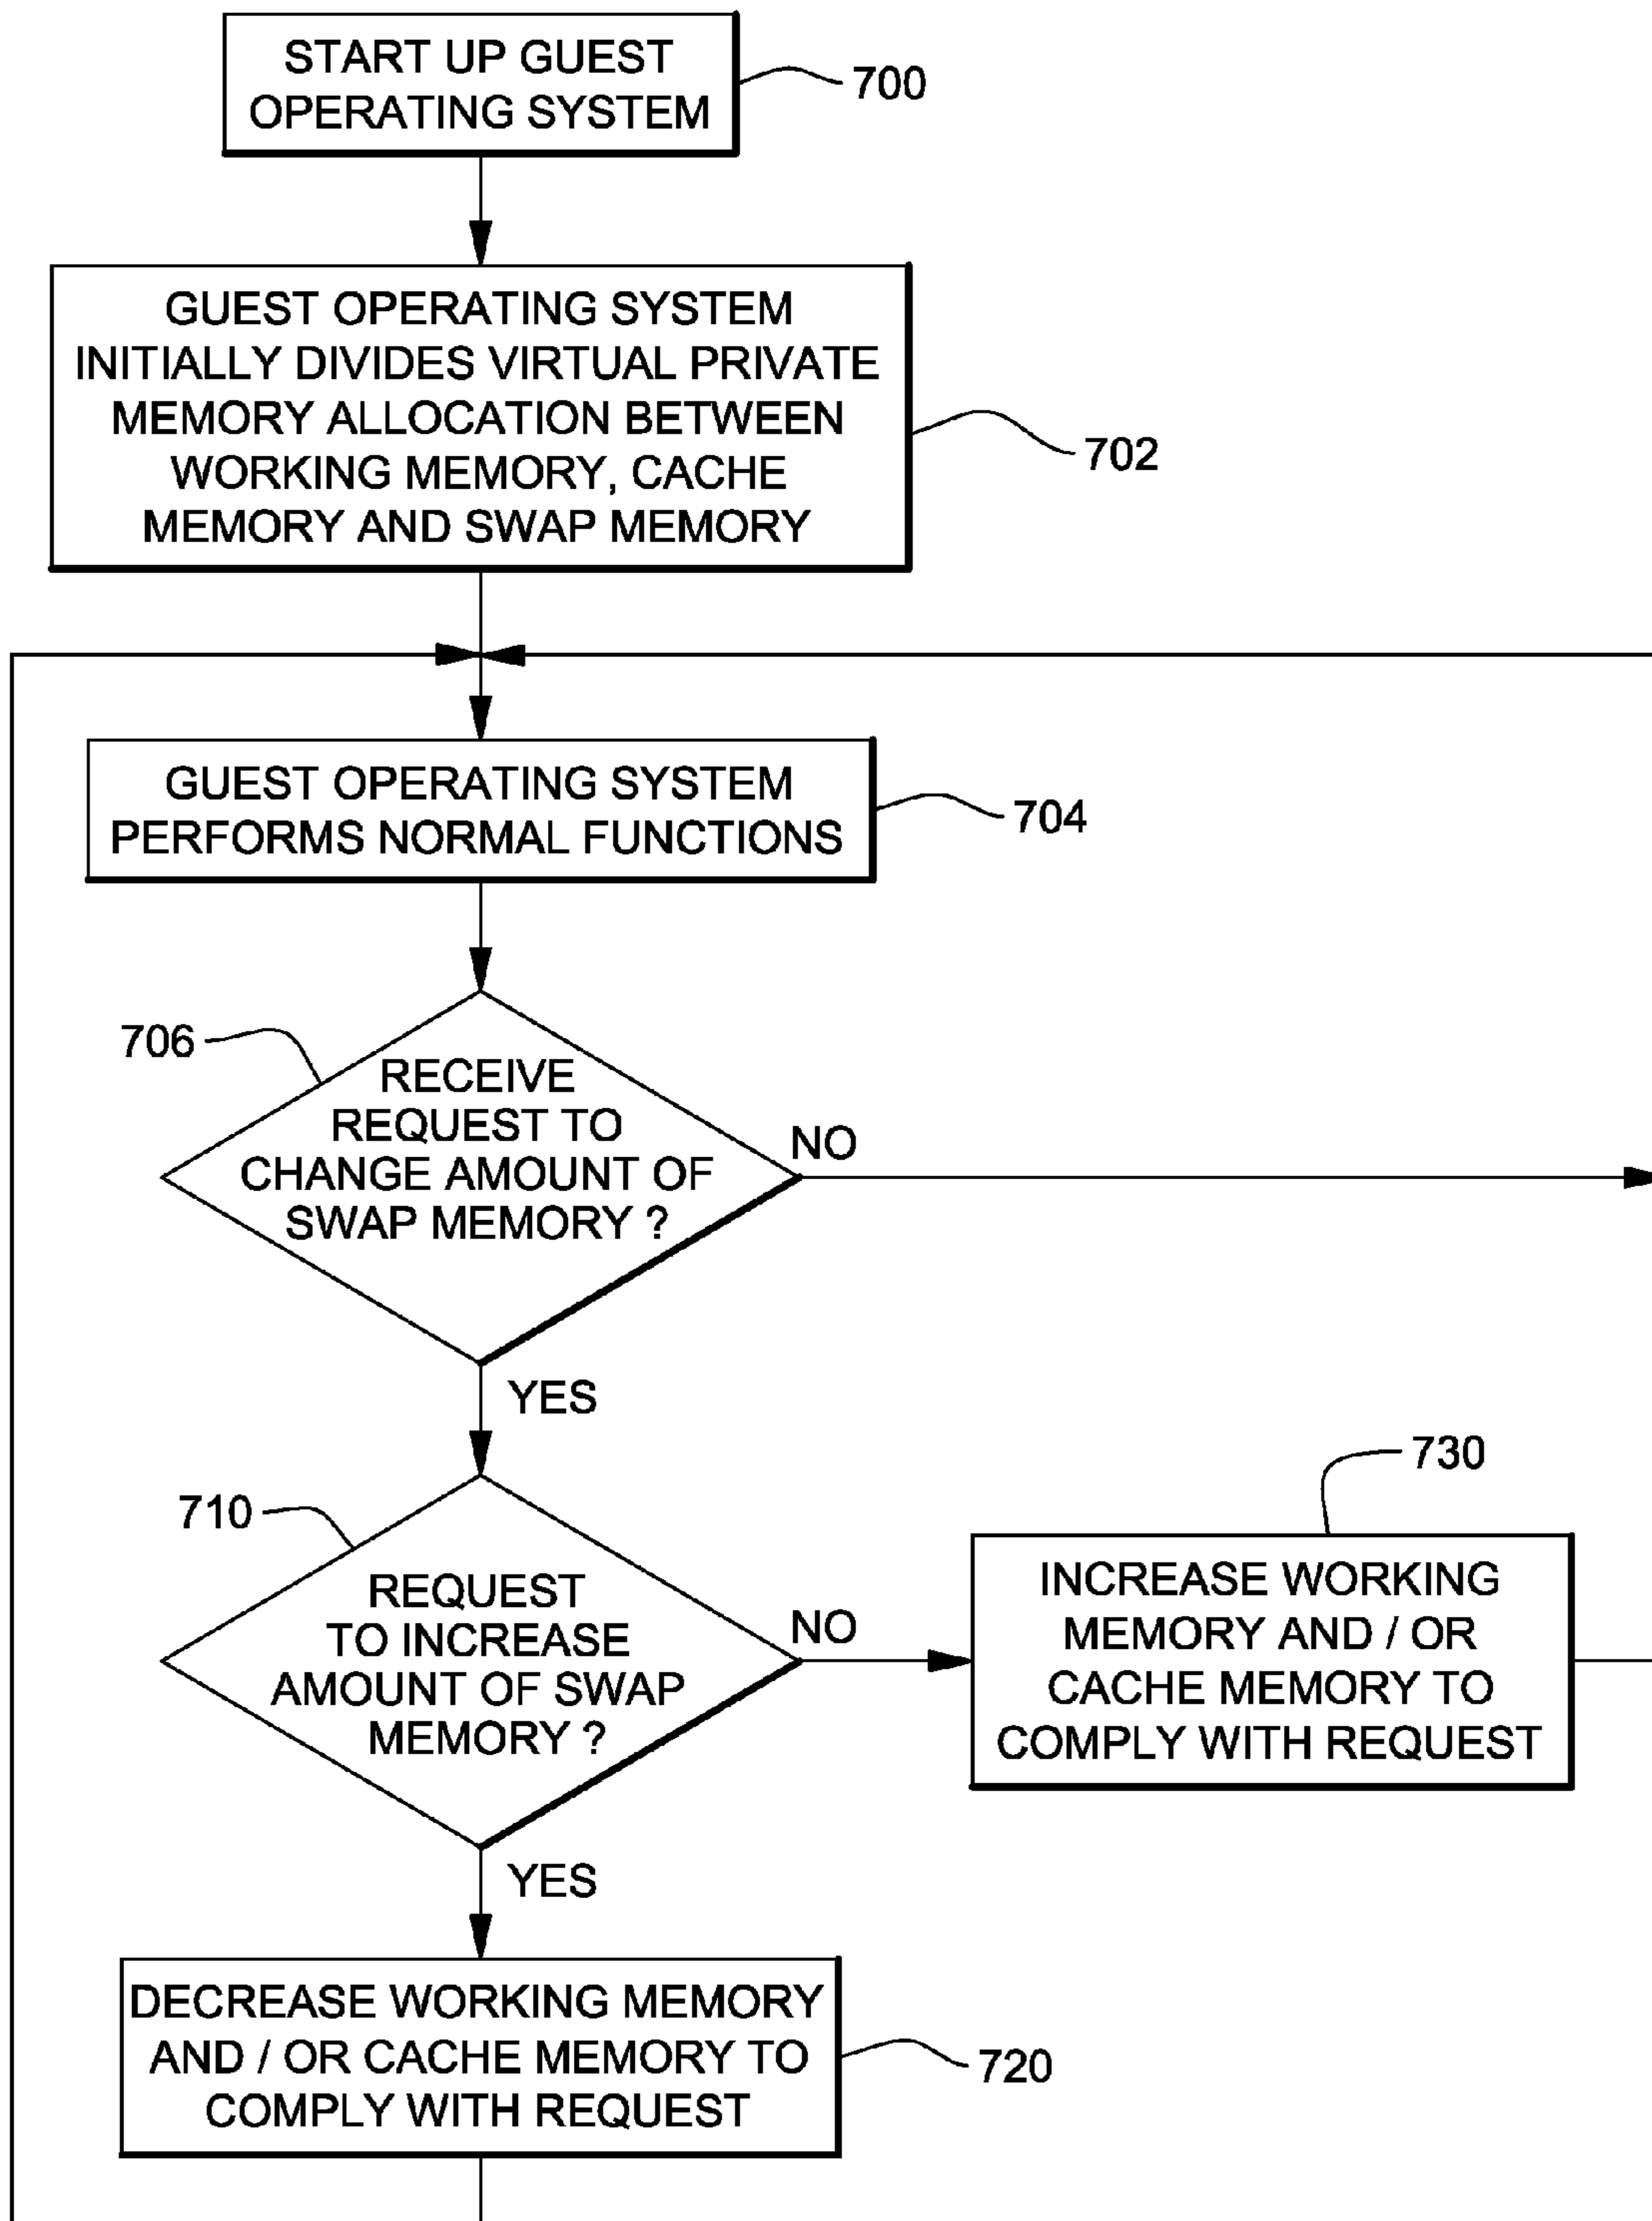 START UP GUEST
OPERATING SYSTEM
700
GUEST OPERATING SYSTEM
INITIALLY DIVIDES VIRTUAL PRIVATE
MEMORY ALLOCATION BETWEEN
WORKING MEMORY, CACHE
MEMORY AND SWAP MEMORY
702
GUEST OPERATING SYSTEM
PERFORMS NORMAL FUNCTIONS
704
706
RECEIVE
REQUEST TO
CHANGE AMOUNT OF
SWAP MEMORY ?
NO
YES
710
REQUEST
TO INCREASE
AMOUNT OF SWAP
MEMORY ?
NO
730
INCREASE WORKING
MEMORY AND / OR
CACHE MEMORY TO
COMPLY WITH REQUEST
YES
DECREASE WORKING MEMORY
AND / OR CACHE MEMORY TO
COMPLY WITH REQUEST
720